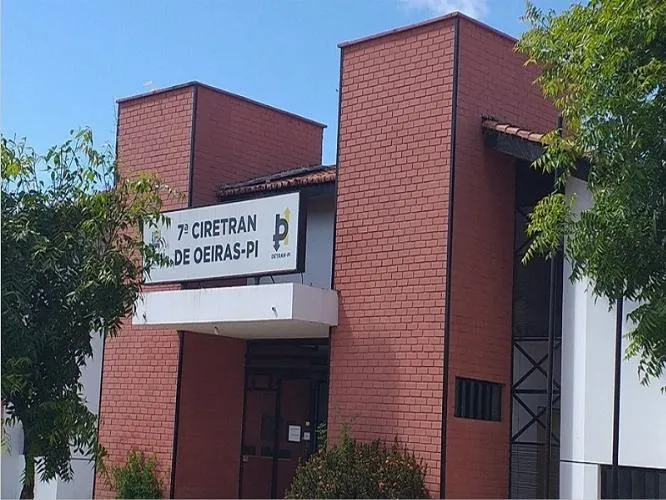 7ª CIRETRAN
DE OEIRAS-PI
DETRAN-PI